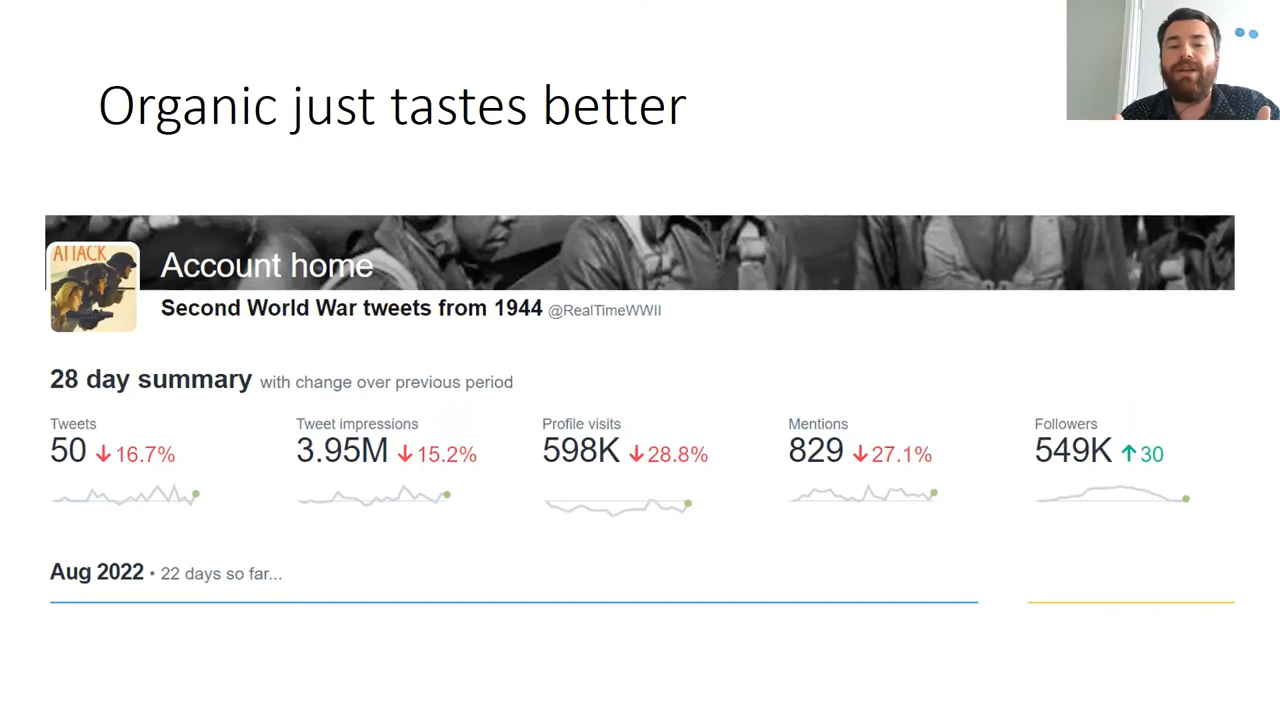 Organic just tastes better
ATTACK
Account home
Second World War tweets from 1944 @RealTimeWWII
28 day summary with change over previous period
Tweets
50 ↓16.7%
Tweet impressions
3.95M ↓15.2%
Profile visits
598K ↓28.8%
Mentions
829 ↓27.1%
Followers
549K ↑30
Aug 2022 • 22 days so far...